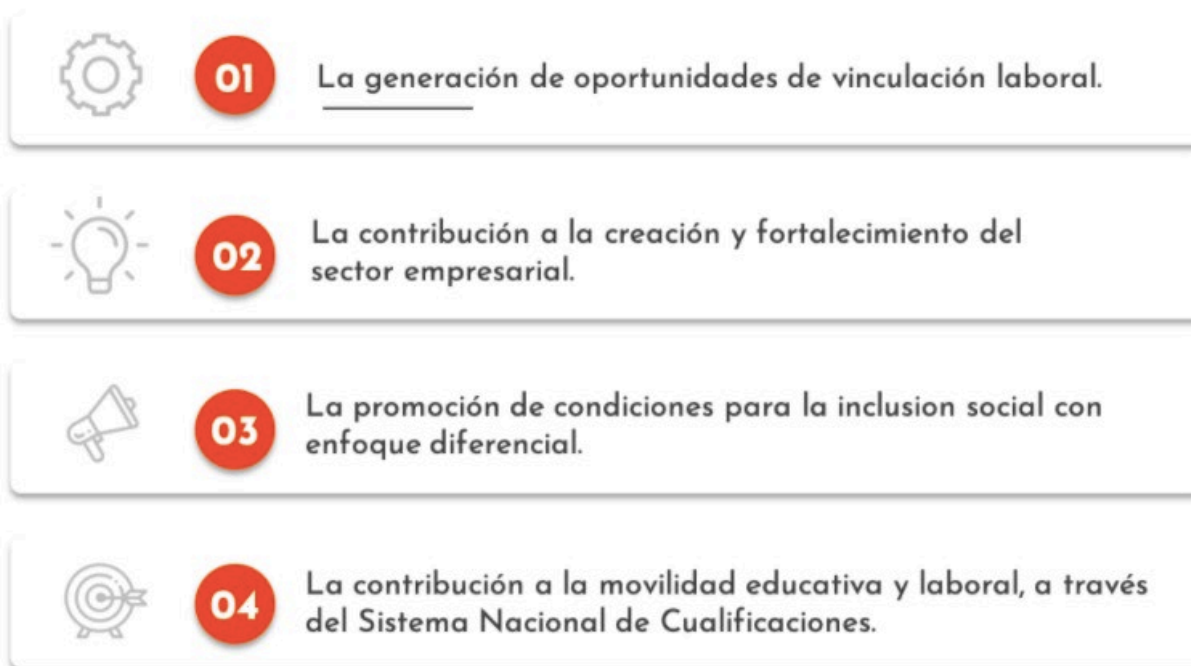 01
La generación de oportunidades de vinculación laboral.
02
La contribución a la creación y fortalecimiento del
sector empresarial.
03
La promoción de condiciones para la inclusion social con
enfoque diferencial.
04
La contribución a la movilidad educativa y laboral, a través
del Sistema Nacional de Cualificaciones.